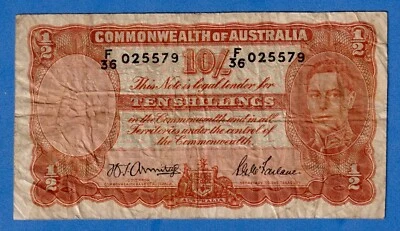 COMMONWEALTH OF AUSTRALIA
1/2 1/2
F/36 025579 10/- F/36 025579
This Note is legal tender for
TEN SHILLINGS
in the Commonwealth and in all
Territories under the control of
the Commonwealth
1/2 1/2